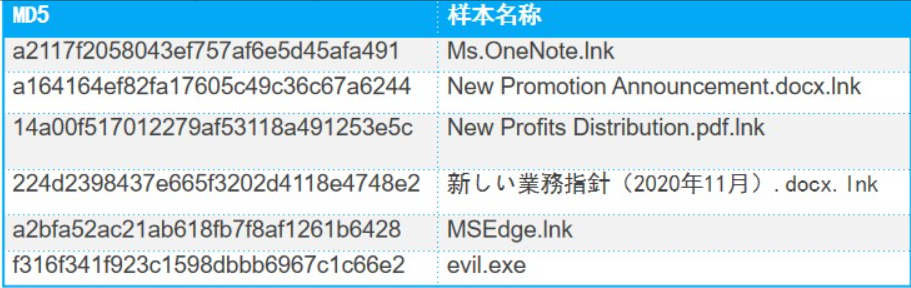 MD5 样本名称
a2117f2058043ef757af6e5d45afa491 Ms.OneNote.lnk
a164164ef82fa17605c49c36c67a6244 New Promotion Announcement.docx.lnk
14a00f517012279af53118a491253e5c New Profits Distribution.pdf.lnk
224d2398437e665f3202d4118e4748e2 新しい業務指針（2020年11月）.docx.lnk
a2bfa52ac21ab618fb7f8af1261b6428 MSEdge.lnk
f316f341f923c1598dbbb6967c1c66e2 evil.exe